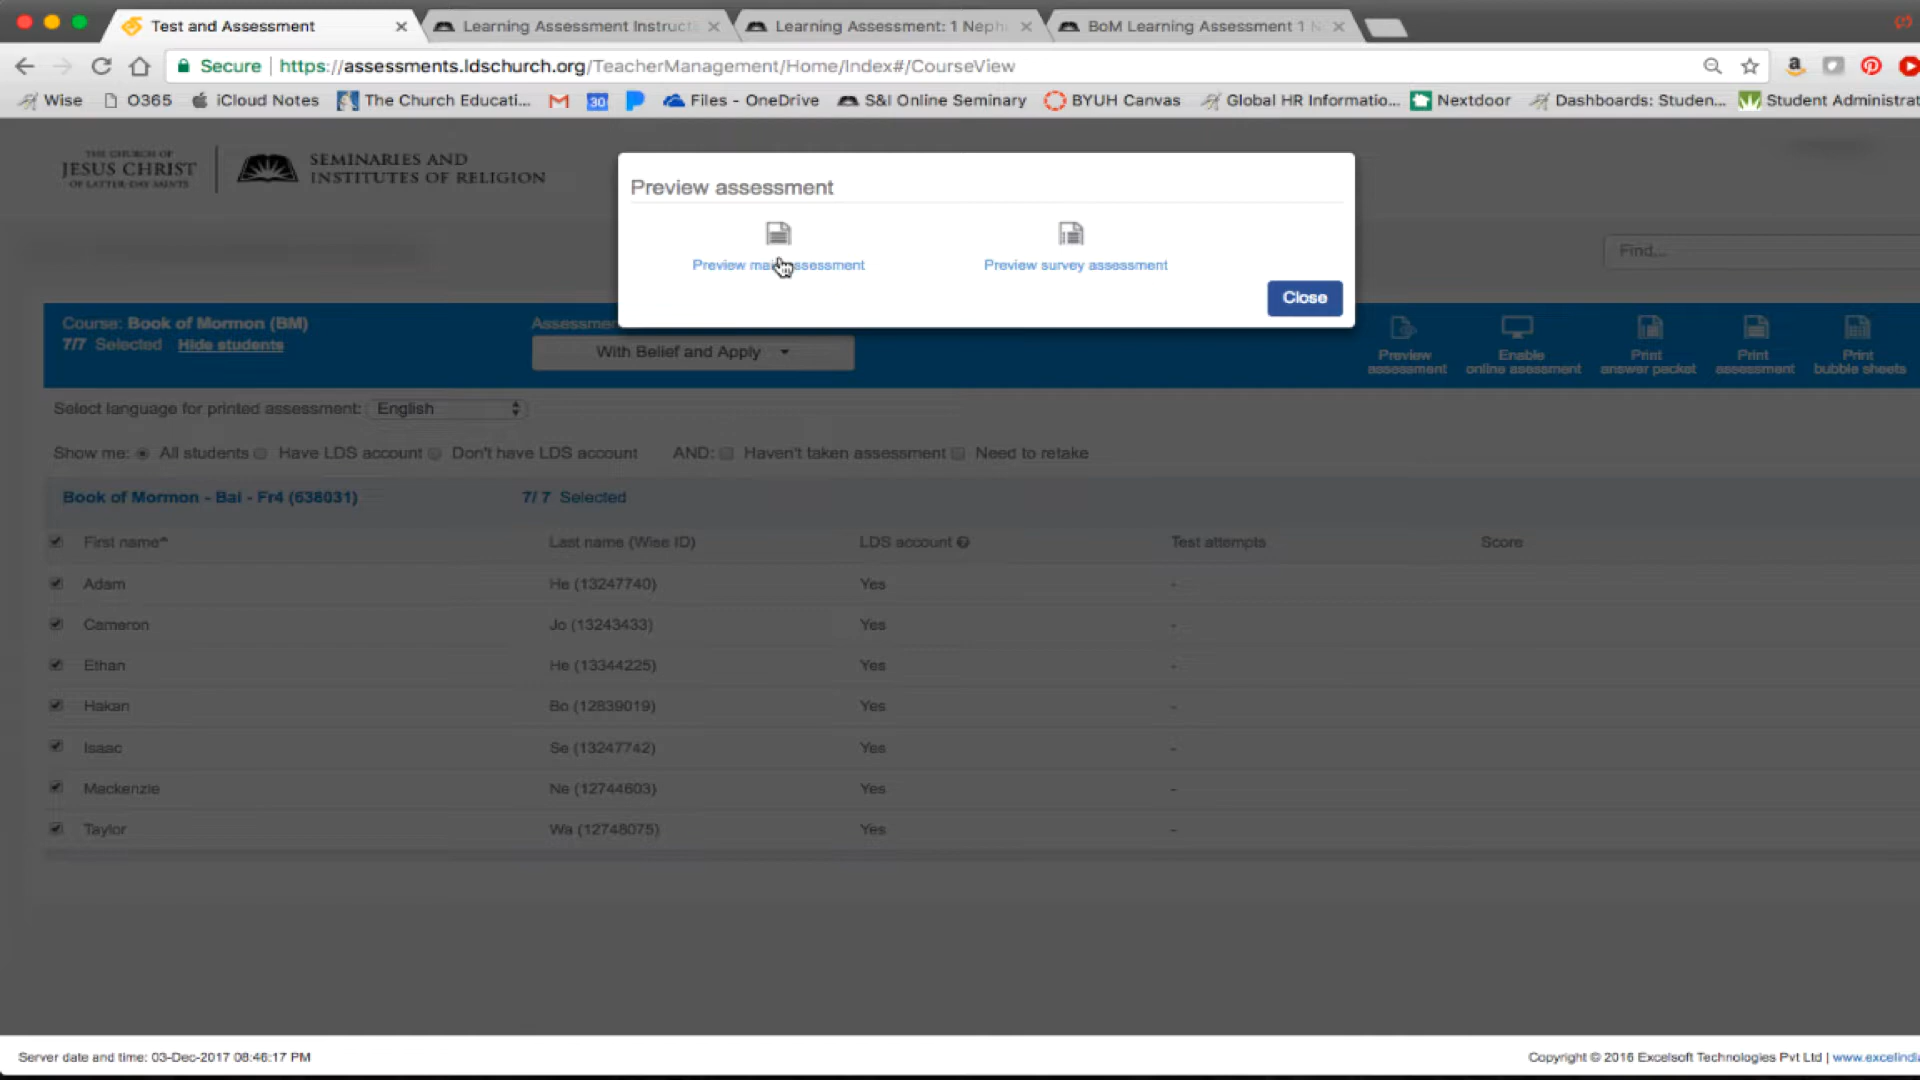 Test and Assessment
Learning Assessment Instructi
Learning Assessment: 1 Neph
BoM Learning Assessment 1 N
Secure | https://assessments.ldschurch.org/TeacherManagement/Home/Index#/CourseView
Wise O365 iCloud Notes The Church Educati... 30 Files - OneDrive S&I Online Seminary BYUH Canvas Global HR Informatio... Nextdoor Dashboards: Studen... Student Administrat
THE CHURCH OF
JESUS CHRIST
OF LATTER-DAY SAINTS
SEMINARIES AND
INSTITUTES OF RELIGION
Preview assessment
Preview assessment
Preview survey assessment
Close
Find...
Course: Book of Mormon (BM)
7/7 Selected Hide students
Assessmen
With Belief and Apply
Preview assessment
Enable online assessment
Print answer packet
Print assessment
Print bubble sheets
Select language for printed assessment: English
Show me: All students Have LDS account Don't have LDS account AND: Haven't taken assessment Need to retake
Book of Mormon - Bal - Fr4 (638031) 7/ 7 Selected
First name^ Last name (Wise ID) LDS account Test attempts Score
Adam He (13247740) Yes -
Cameron Jo (13243433) Yes -
Ethan He (13344225) Yes -
Hakan Bo (12839019) Yes -
Isaac Se (13247742) Yes -
Mackenzie Ne (12744603) Yes -
Taylor Wa (12748075) Yes -
Server date and time: 03-Dec-2017 08:46:17 PM
Copyright © 2016 Excelsoft Technologies Pvt Ltd | www.excelindia